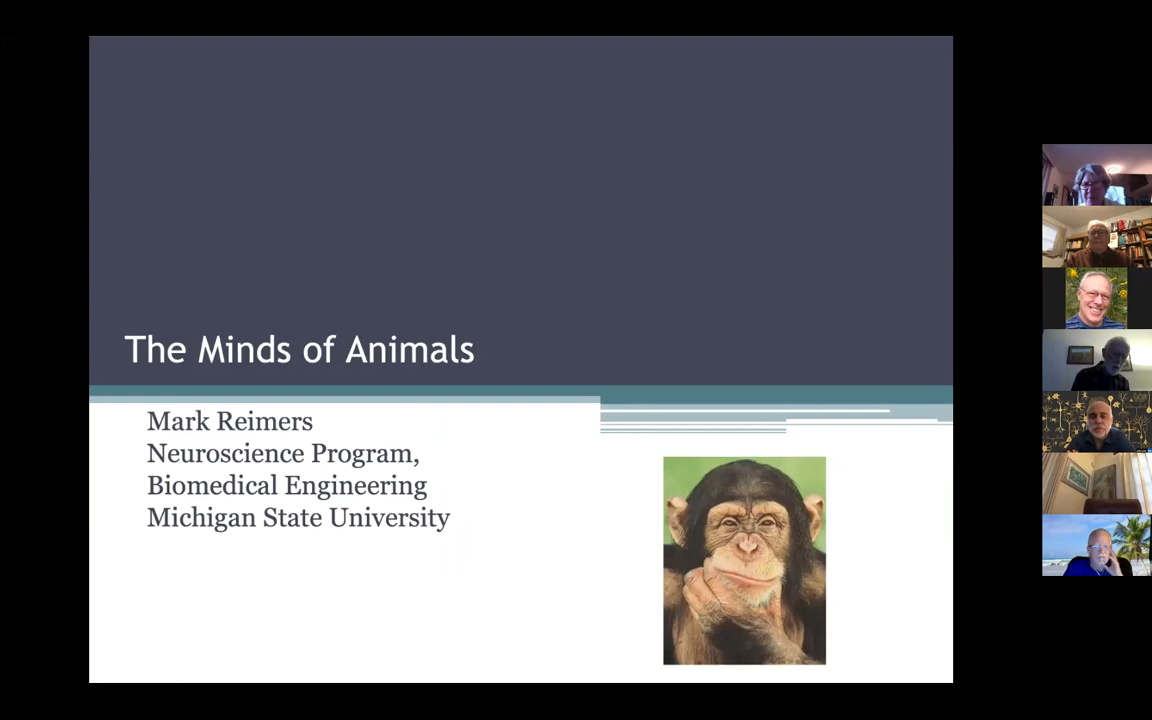 The Minds of Animals
Mark Reimers
Neuroscience Program,
Biomedical Engineering
Michigan State University